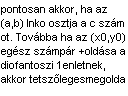 pontosan akkor, ha az
(a,b) lnko osztja a c szám
ot. Továbba ha az (x0,y0)
egész számpár +oldása a
diofantoszi 1enletnek,
akkor tetszőlegesmegolda